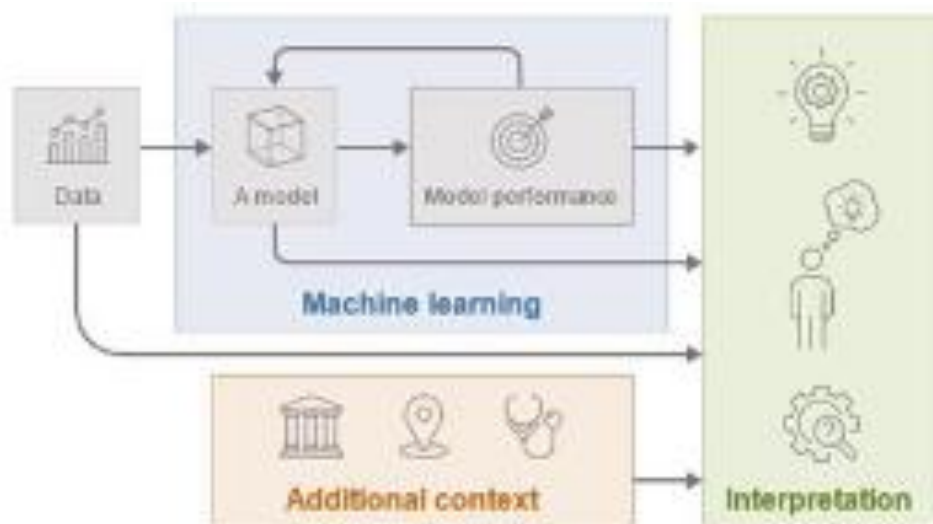 Data
A model
Model performance
Machine learning
Additional context
Interpretation